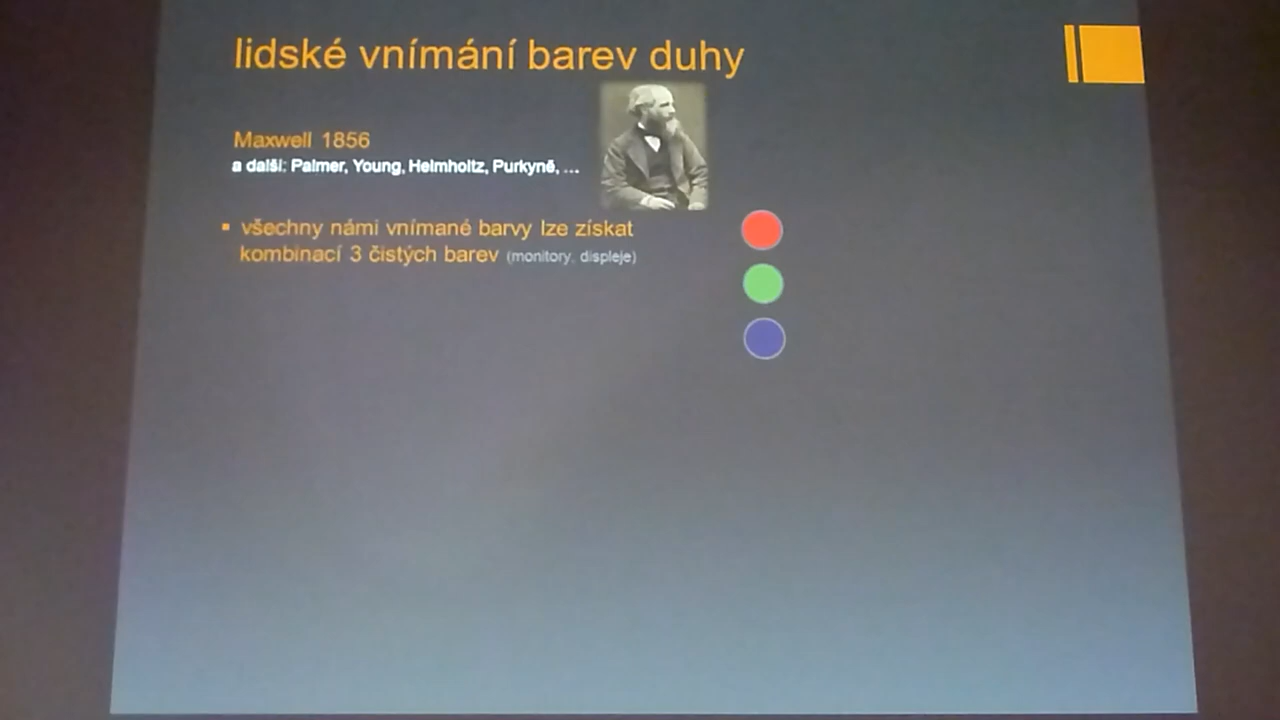 lidské vnímání barev duhy
Maxwell 1856
a další: Palmer, Young, Helmholtz, Purkyně, ...
▪ všechny námi vnímané barvy lze získat
kombinací 3 čistých barev (monitory, displeje)